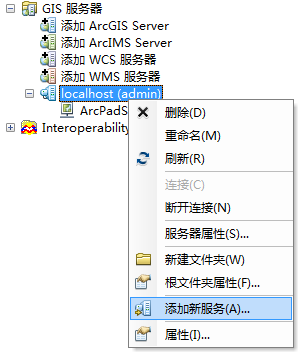 GIS 服务器
添加 ArcGIS Server
添加 ArcIMS Server
添加 WCS 服务器
添加 WMS 服务器
localhost (admin)
ArcPadS
Interoperability
删除(D)
重命名(M)
刷新(R)
连接(C)
断开连接(N)
服务器属性(S)...
新建文件夹(W)
根文件夹属性(F)...
添加新服务(A)...
属性(I)...